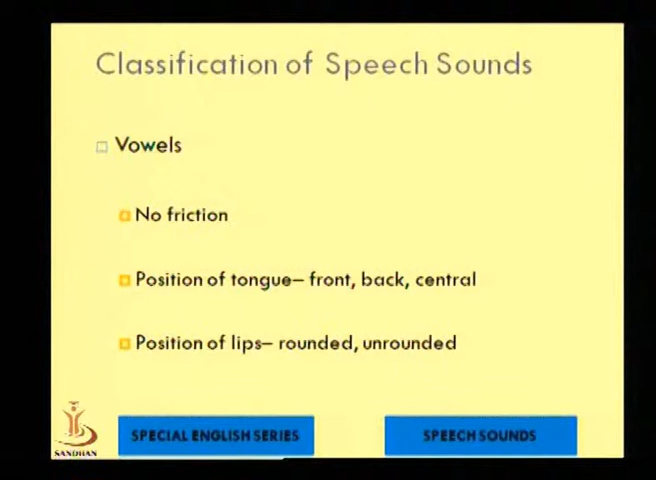 Classification of Speech Sounds
Vowels
No friction
Position of tongue– front, back, central
Position of lips– rounded, unrounded
SANDHAN
SPECIAL ENGLISH SERIES
SPEECH SOUNDS